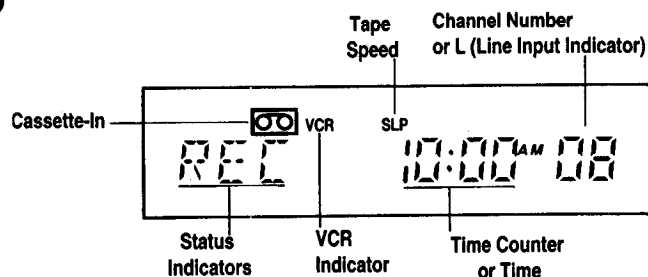 Tape
Speed
Channel Number
or L (Line Input Indicator)
Cassette-In
VCR
SLP
REC
10:00 AM 08
Status
Indicators
VCR
Indicator
Time Counter
or Time